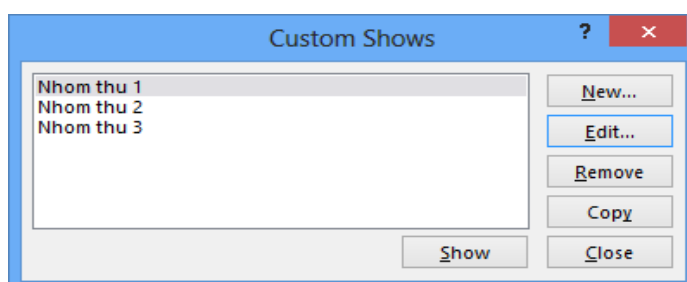 Custom Shows ? ×
Nhom thu 1
Nhom thu 2
Nhom thu 3
New...
Edit...
Remove
Copy
Show
Close